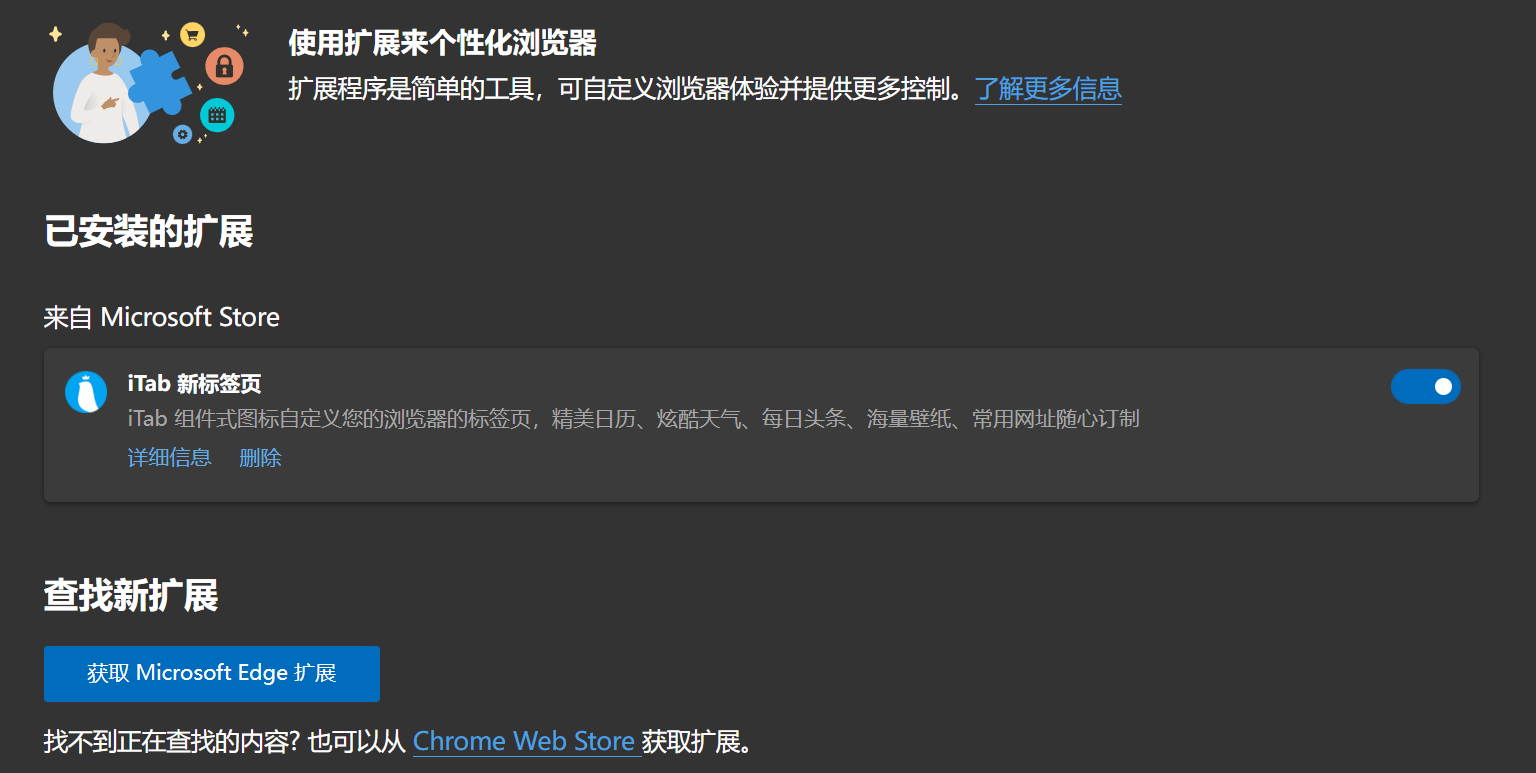 使用扩展来个性化浏览器
扩展程序是简单的工具，可自定义浏览器体验并提供更多控制。了解更多信息
已安装的扩展
来自 Microsoft Store
iTab 新标签页
iTab 组件式图标自定义您的浏览器的标签页，精美日历、炫酷天气、每日头条、海量壁纸、常用网址随心订制
详细信息 删除
查找新扩展
获取 Microsoft Edge 扩展
找不到正在查找的内容? 也可以从 Chrome Web Store 获取扩展。